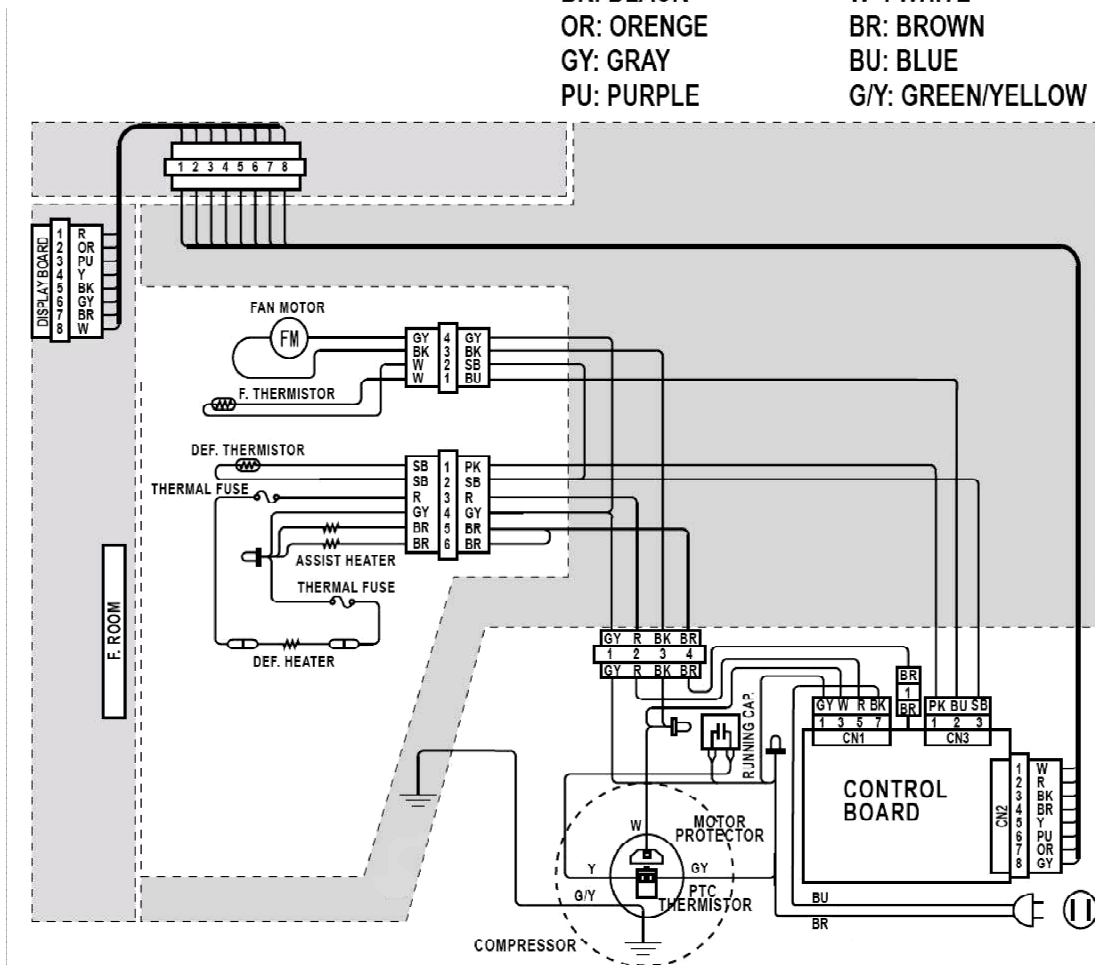 OR: ORENGE
BR: BROWN
GY: GRAY
BU: BLUE
PU: PURPLE
G/Y: GREEN/YELLOW
1 2 3 4 5 6 7 8
DISPLAY BOARD
1 R
2 OR
3 PU
4 Y
5 BK
6 GY
7 BR
8 W
FAN MOTOR
FM
GY 4 GY
BK 3 BK
W 2 SB
W 1 BU
F. THERMISTOR
DEF. THERMISTOR
THERMAL FUSE
SB 1 PK
SB 2 SB
R 3 R
GY 4 GY
BR 5 BR
BR 6 BR
ASSIST HEATER
THERMAL FUSE
DEF. HEATER
F. ROOM
GY R BK BR
1 2 3 4
GY R BK BR
BR
1
BR
GY W R BK
1 3 5 7
CN1
PK BU SB
1 2 3
CN3
RUNNING CAP.
CONTROL
BOARD
CN2
1 W
2 R
3 BK
4 BR
5 Y
6 PU
7 OR
8 GY
W
MOTOR
PROTECTOR
Y
GY
G/Y
PTC
THERMISTOR
BU
BR
COMPRESSOR